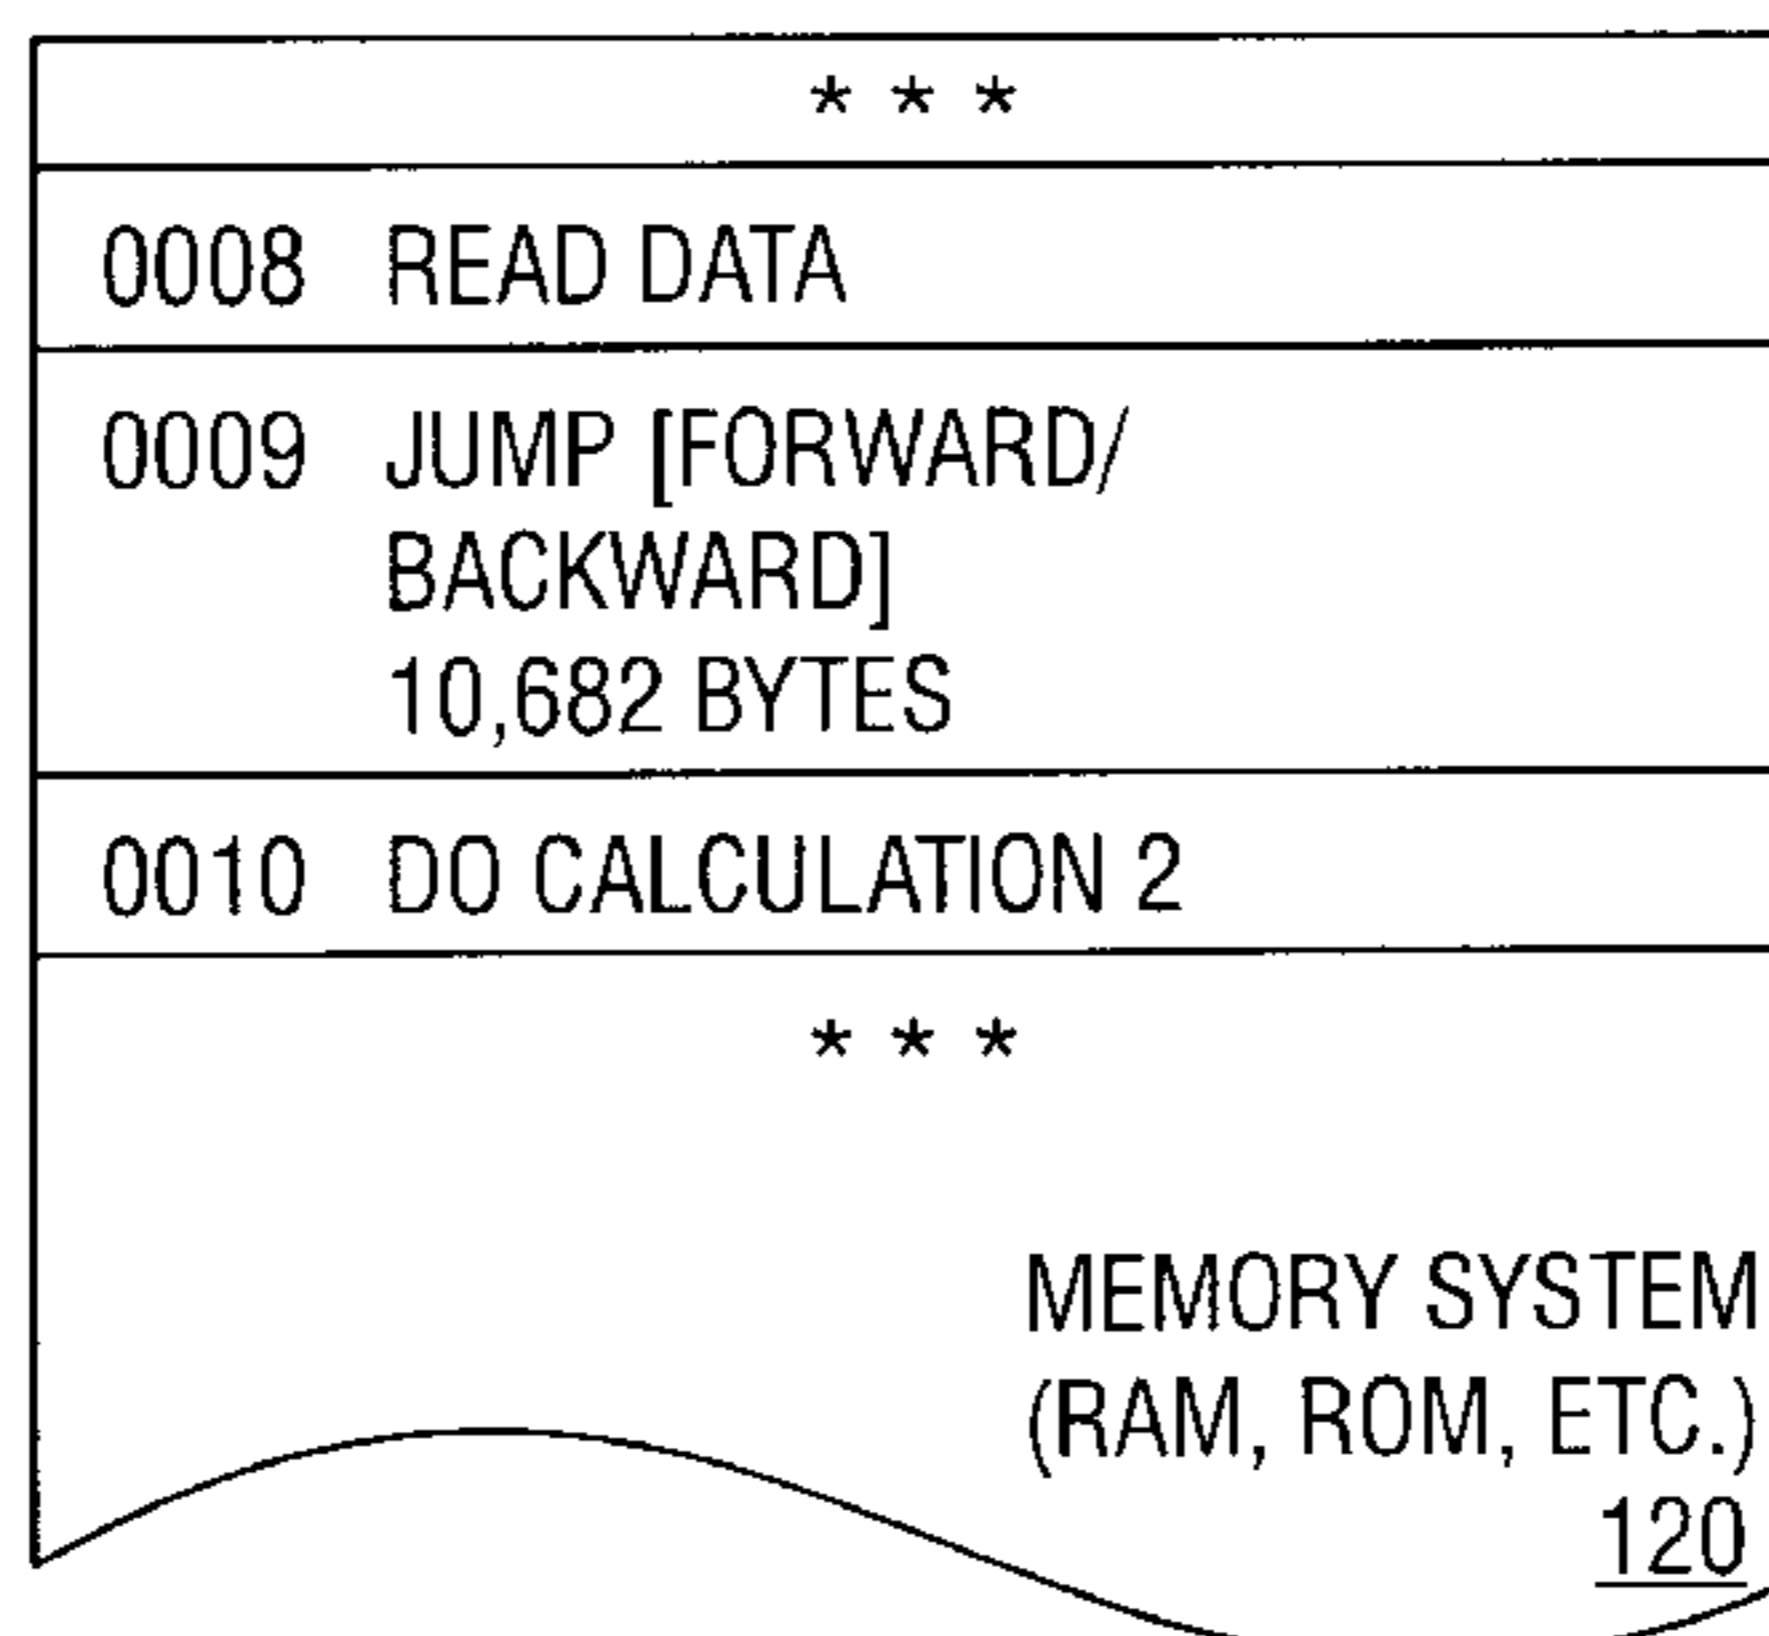 * * *
0008 READ DATA
0009 JUMP [FORWARD/
BACKWARD]
10,682 BYTES
0010 DO CALCULATION 2
* * *
MEMORY SYSTEM
(RAM, ROM, ETC.)
120